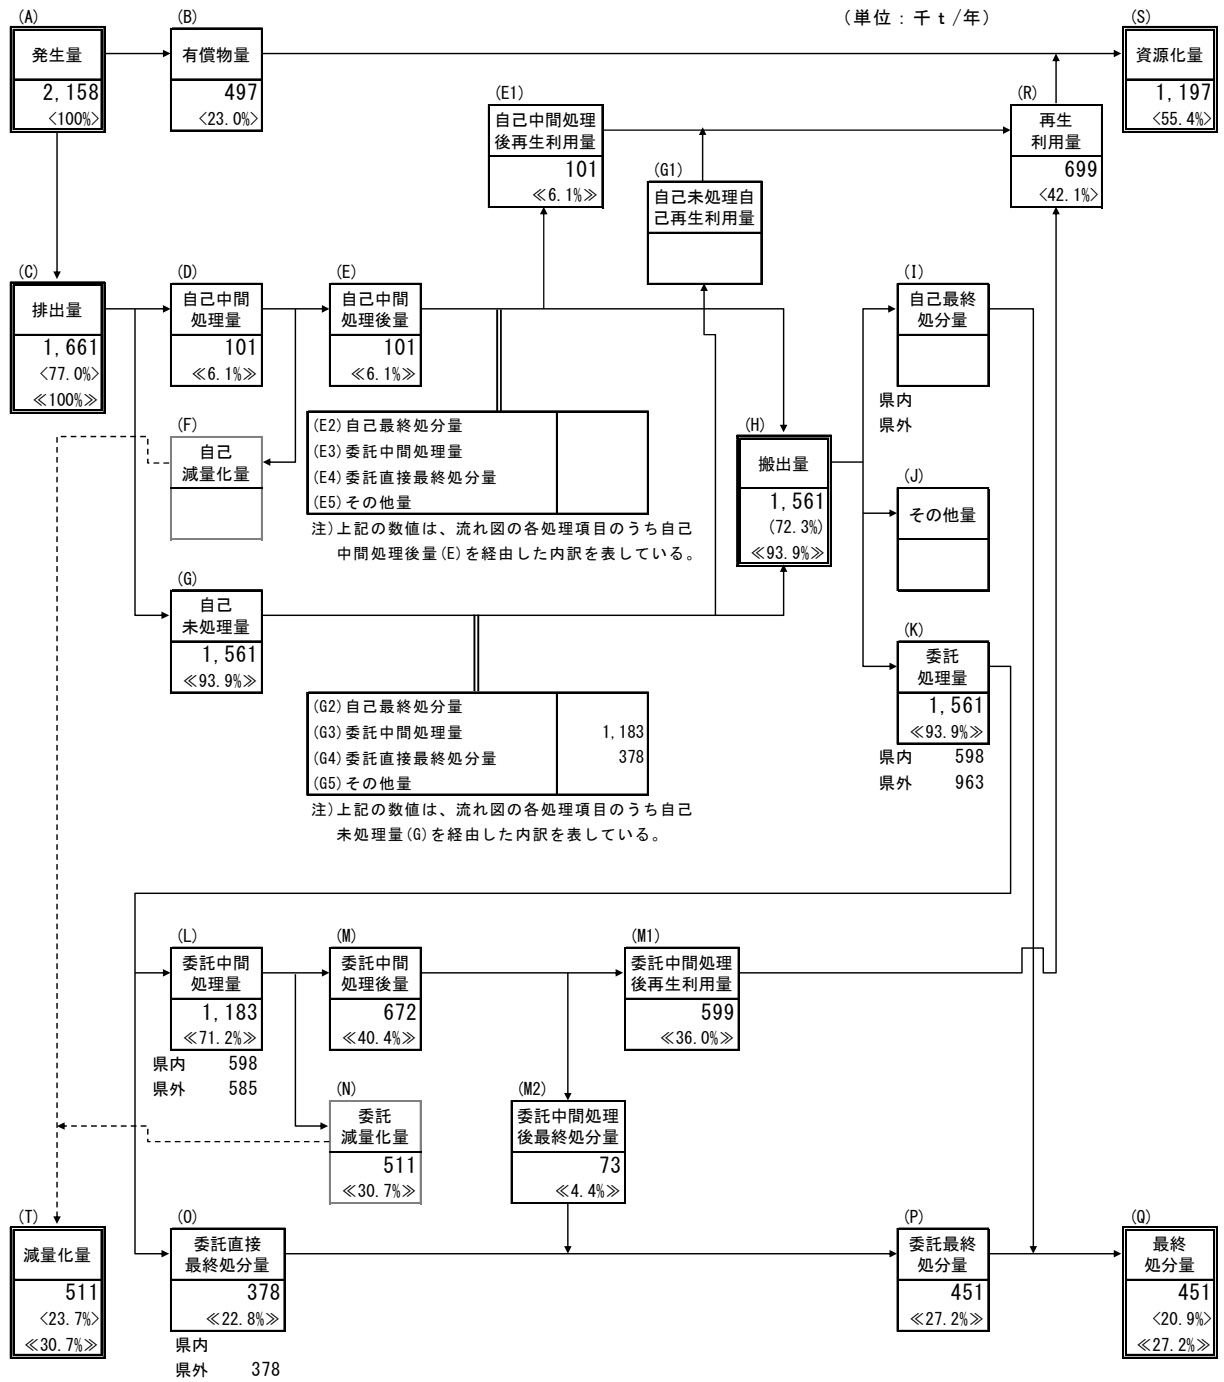 (単位：千ｔ/年)
(A)
発生量
2,158
<100%>
(B)
有償物量
497
<23.0%>
(S)
資源化量
1,197
<55.4%>
(E1)
自己中間処理
後再生利用量
101
≪6.1%≫
(R)
再生
利用量
699
<42.1%>
(G1)
自己未処理自
己再生利用量
(C)
排出量
1,661
<77.0%>
≪100%≫
(D)
自己中間
処理量
101
≪6.1%≫
(E)
自己中間
処理後量
101
≪6.1%≫
(I)
自己最終
処分量
県内
県外
(F)
自己
減量化量
(E2)自己最終処分量
(E3)委託中間処理量
(E4)委託直接最終処分量
(E5)その他量
注)上記の数値は、流れ図の各処理項目のうち自己
中間処理後量(E)を経由した内訳を表している。
(H)
搬出量
1,561
(72.3%)
≪93.9%≫
(J)
その他量
(G)
自己
未処理量
1,561
≪93.9%≫
(K)
委託
処理量
1,561
≪93.9%≫
県内 598
県外 963
(G2)自己最終処分量
(G3)委託中間処理量 1,183
(G4)委託直接最終処分量 378
(G5)その他量
注)上記の数値は、流れ図の各処理項目のうち自己
未処理量(G)を経由した内訳を表している。
(L)
委託中間
処理量
1,183
≪71.2%≫
県内 598
県外 585
(M)
委託中間
処理後量
672
≪40.4%≫
(M1)
委託中間処理
後再生利用量
599
≪36.0%≫
(N)
委託
減量化量
511
≪30.7%≫
(M2)
委託中間処理
後最終処分量
73
≪4.4%≫
(T)
減量化量
511
<23.7%>
≪30.7%≫
(O)
委託直接
最終処分量
378
≪22.8%≫
県内
県外 378
(P)
委託最終
処分量
451
≪27.2%≫
(Q)
最終
処分量
451
<20.9%>
≪27.2%≫